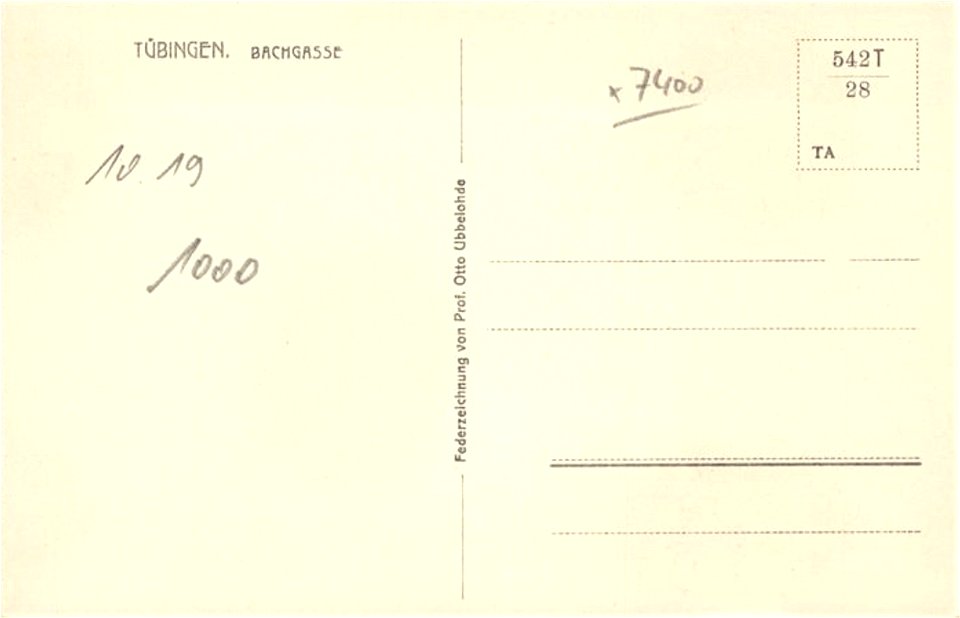 TÜBINGEN. BACHGASSE
10. 19
1000
Federzeichnung von Prof. Otto Ubbelohde
x 7400
542T
28
TA